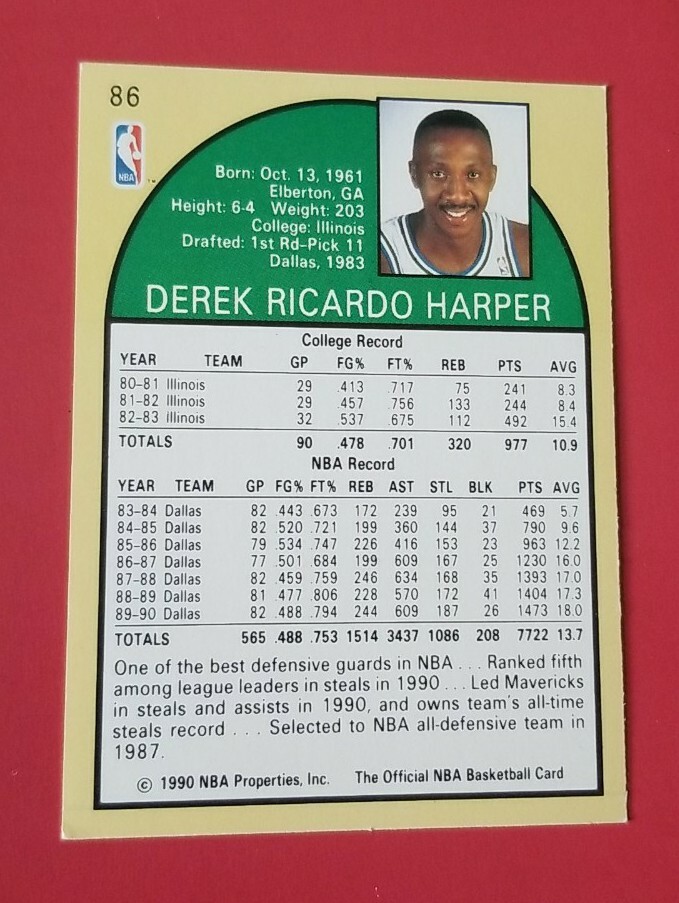 86
NBA
Born: Oct. 13, 1961
Elberton, GA
Height: 6-4 Weight: 203
College: Illinois
Drafted: 1st Rd-Pick 11
Dallas, 1983
DEREK RICARDO HARPER
College Record
YEAR TEAM GP FG% FT% REB PTS AVG
80-81 Illinois 29 .413 .717 75 241 8.3
81-82 Illinois 29 .457 .756 133 244 8.4
82-83 Illinois 32 .537 .675 112 492 15.4
TOTALS 90 .478 .701 320 977 10.9
NBA Record
YEAR TEAM GP FG% FT% REB AST STL BLK PTS AVG
83-84 Dallas 82 .443 .673 172 239 95 21 469 5.7
84-85 Dallas 82 .520 .721 199 360 144 37 790 9.6
85-86 Dallas 79 .534 .747 226 416 153 23 963 12.2
86-87 Dallas 77 .501 .684 199 609 167 25 1230 16.0
87-88 Dallas 82 .459 .759 246 634 168 35 1393 17.0
88-89 Dallas 81 .477 .806 228 570 172 41 1404 17.3
89-90 Dallas 82 .488 .794 244 609 187 26 1473 18.0
TOTALS 565 .488 .753 1514 3437 1086 208 7722 13.7
One of the best defensive guards in NBA . . . Ranked fifth
among league leaders in steals in 1990 . . . Led Mavericks
in steals and assists in 1990, and owns team's all-time
steals record . . . Selected to NBA all-defensive team in
1987.
© 1990 NBA Properties, Inc. The Official NBA Basketball Card